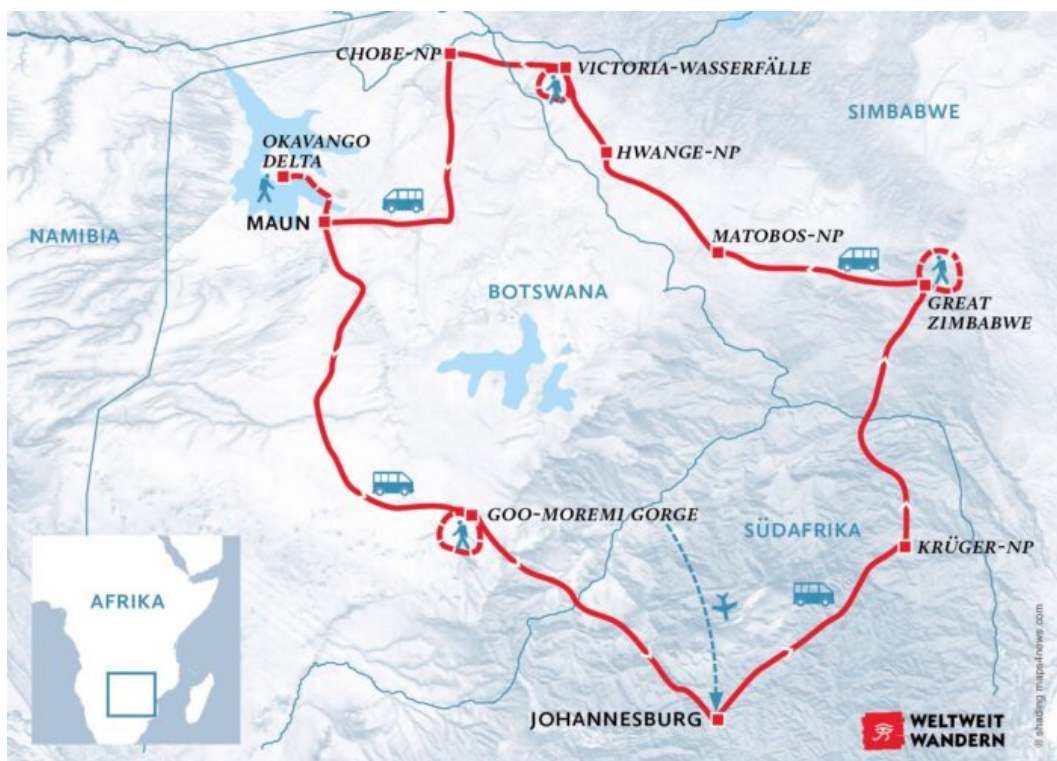 CHOBE-NP
VICTORIA-WASSERFÄLLE
SIMBABWE
OKAVANGO
DELTA
HWANGE-NP
MAUN
NAMIBIA
MATOBOS-NP
BOTSWANA
GREAT
ZIMBABWE
GOO-MOREMI GORGE
SÜDAFRIKA
KRÜGER-NP
AFRIKA
JOHANNESBURG
WELTWEIT
WANDERN
© shading maps4news.com